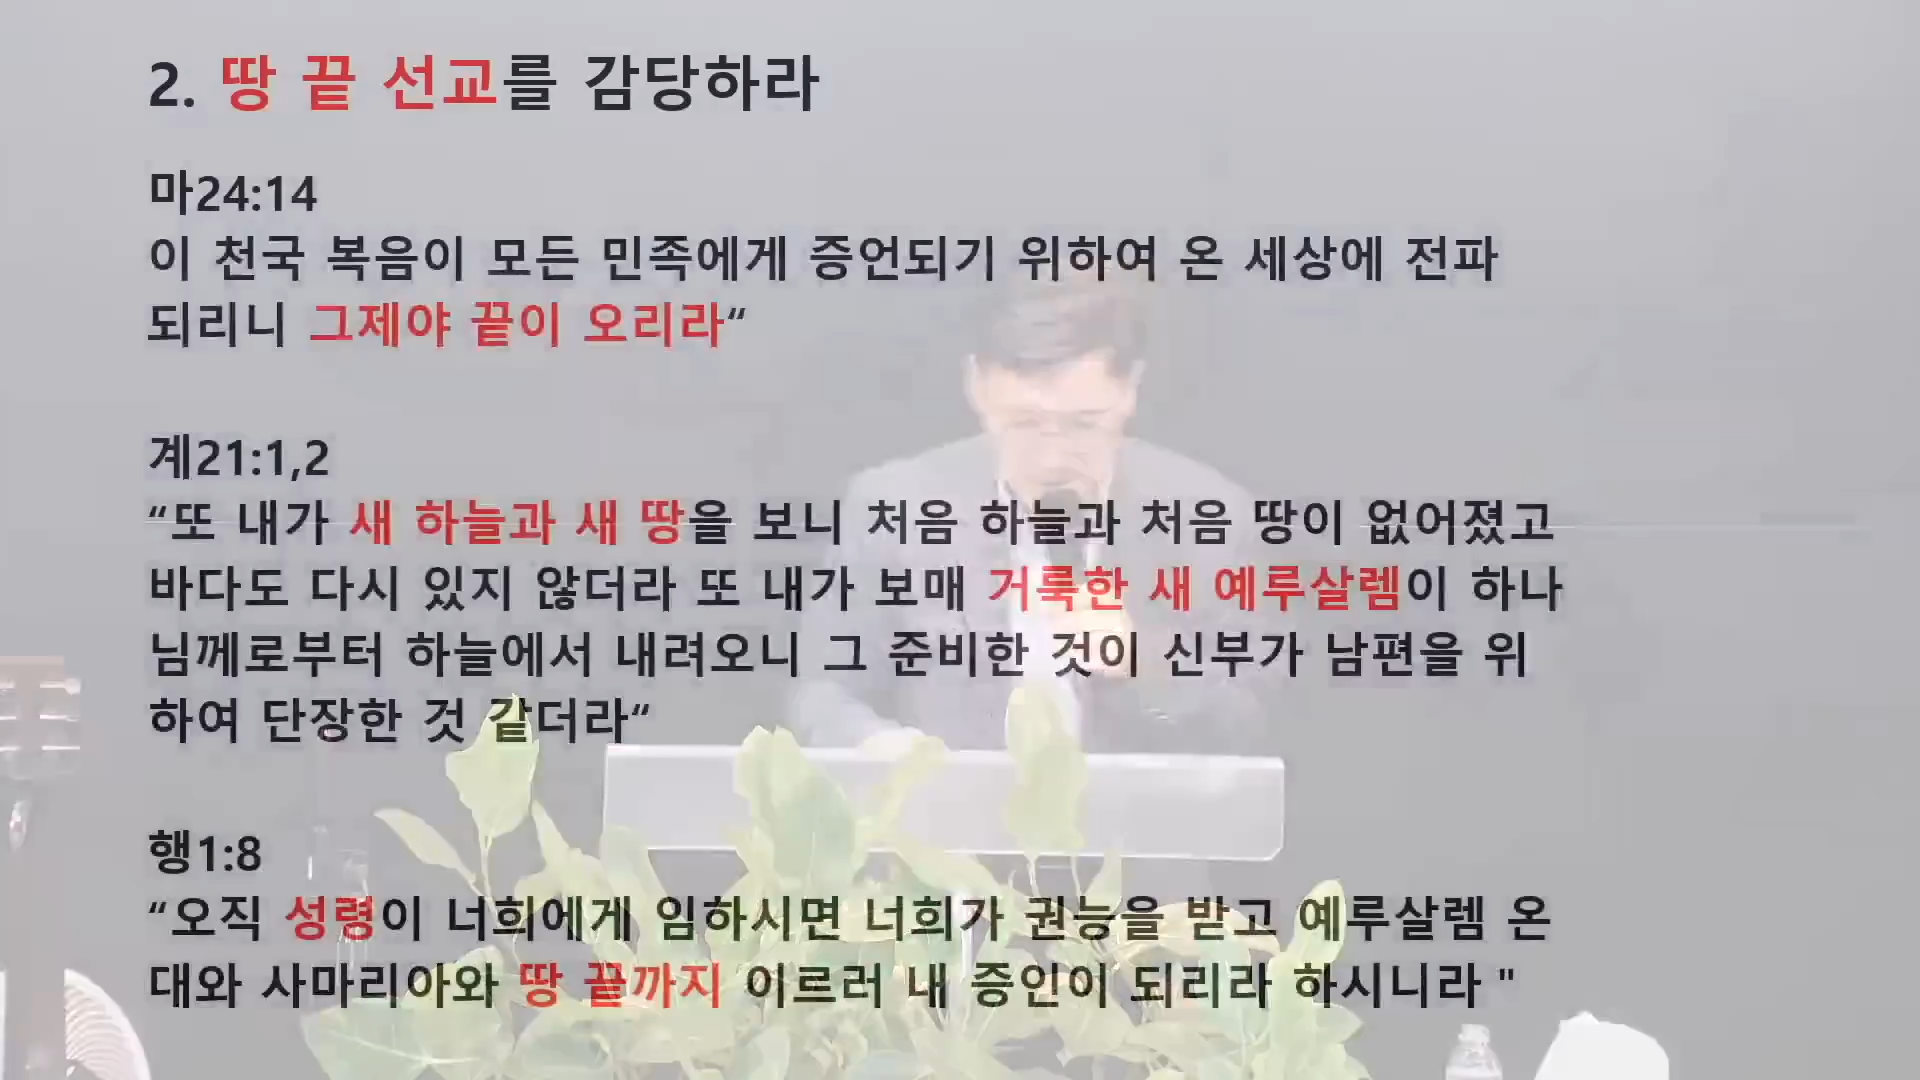 2. 땅 끝 선교를 감당하라
마24:14
이 천국 복음이 모든 민족에게 증언되기 위하여 온 세상에 전파
되리니 그제야 끝이 오리라“
계21:1,2
“또 내가 새 하늘과 새 땅을 보니 처음 하늘과 처음 땅이 없어졌고
바다도 다시 있지 않더라 또 내가 보매 거룩한 새 예루살렘이 하나
님께로부터 하늘에서 내려오니 그 준비한 것이 신부가 남편을 위
하여 단장한 것 같더라“
행1:8
“오직 성령이 너희에게 임하시면 너희가 권능을 받고 예루살렘 온
대와 사마리아와 땅 끝까지 이르러 내 증인이 되리라 하시니라 "